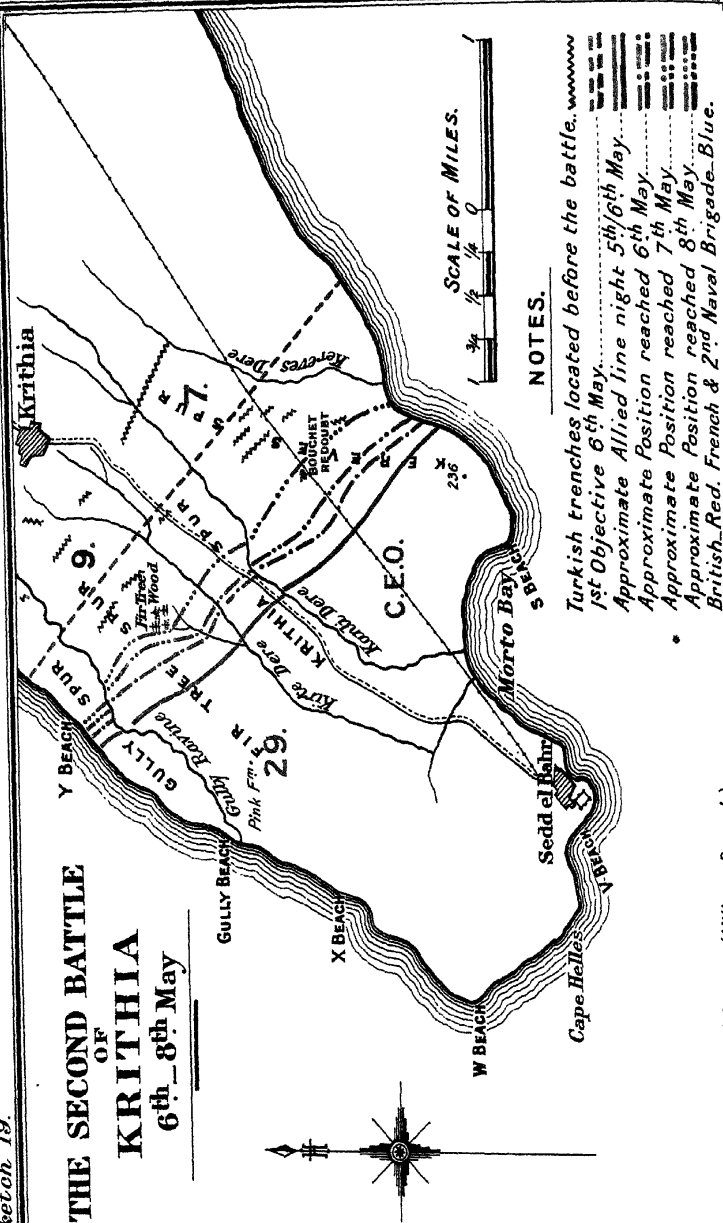 Sketch 19.
THE SECOND BATTLE
OF
KRITHIA
6th_8th May
Krithia
Y BEACH
GULLY BEACH
X BEACH
W BEACH
Cape Helles
V. BEACH
Sedd el Bahr
Morto Bay
S BEACH
GULLY SPUR
Gully Ravine
Pink Fm.
FIR TREE SPUR
Fir Tree Wood
Kirte Dere
KRITHIA SPUR
Kanli Dere
KEREVES SPUR
Kereves Dere
BOUCHET
REDOUBT
236
C.E.O.
29.
9.
7.
SCALE OF MILES.
1 3/4 1/2 1/4 0 1
NOTES.
Turkish trenches located before the battle
1st Objective 6th May
Approximate Allied line night 5th/6th May
Approximate Position reached 6th May
Approximate Position reached 7th May
Approximate Position reached 8th May
British_Red. French & 2nd Naval Brigade_Blue.